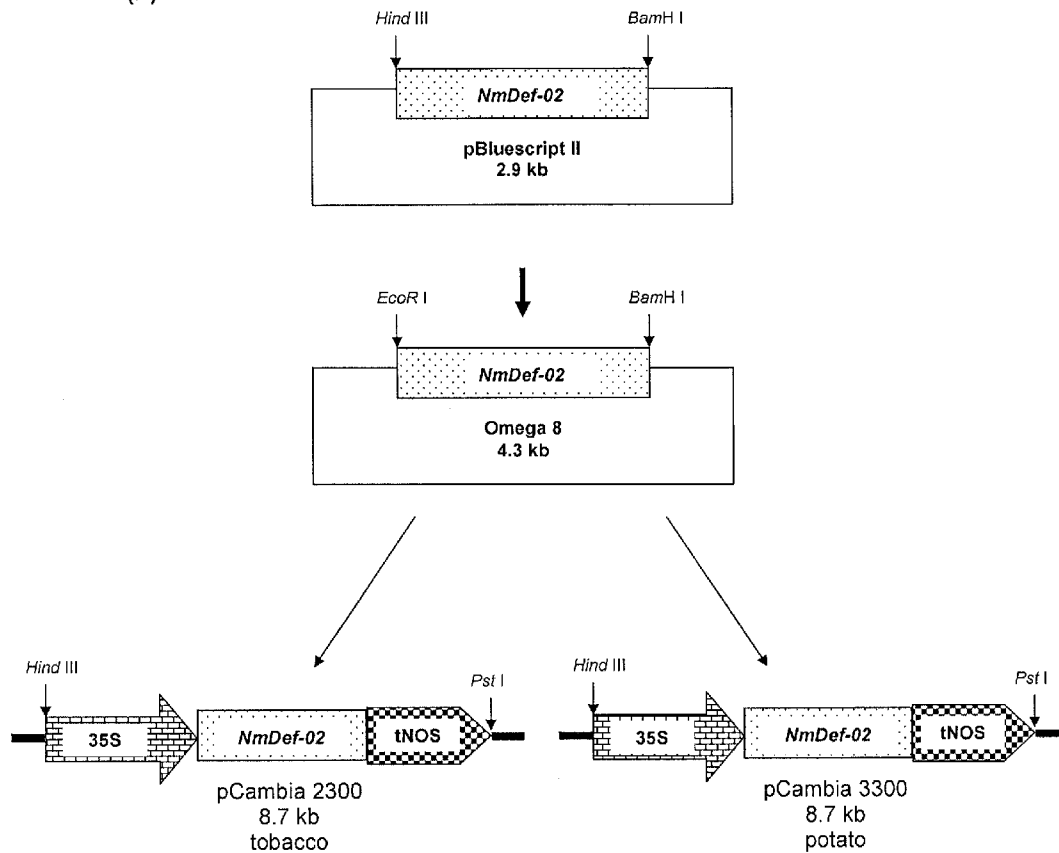 Hind III
BamH I
NmDef-02
pBluescript II
2.9 kb
EcoR I
BamH I
NmDef-02
Omega 8
4.3 kb
Hind III
Pst I
35S
NmDef-02
tNOS
pCambia 2300
8.7 kb
tobacco
Hind III
Pst I
35S
NmDef-02
tNOS
pCambia 3300
8.7 kb
potato